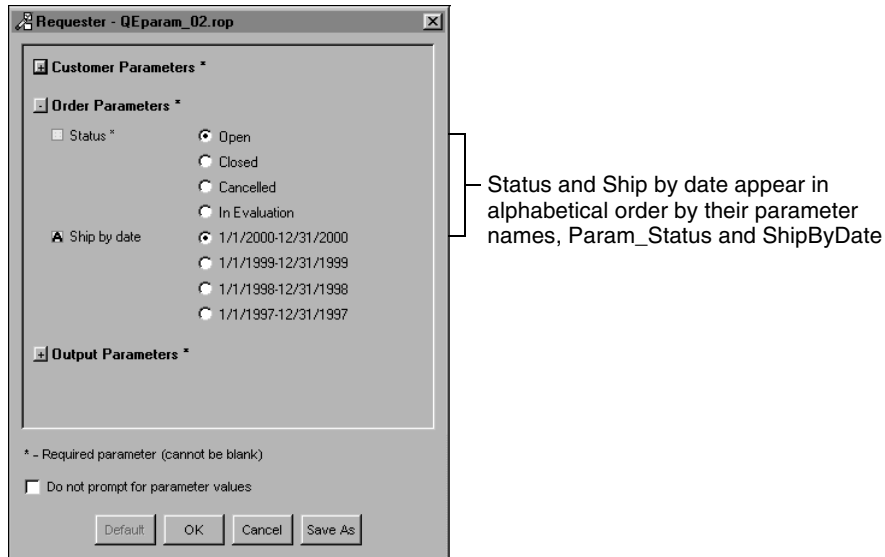 Requester - QEparam_02.rop
+ Customer Parameters *
- Order Parameters *
Status *
Open
Closed
Cancelled
In Evaluation
A Ship by date
1/1/2000-12/31/2000
1/1/1999-12/31/1999
1/1/1998-12/31/1998
1/1/1997-12/31/1997
+ Output Parameters *
* - Required parameter (cannot be blank)
Do not prompt for parameter values
Default OK Cancel Save As
Status and Ship by date appear in
alphabetical order by their parameter
names, Param_Status and ShipByDate